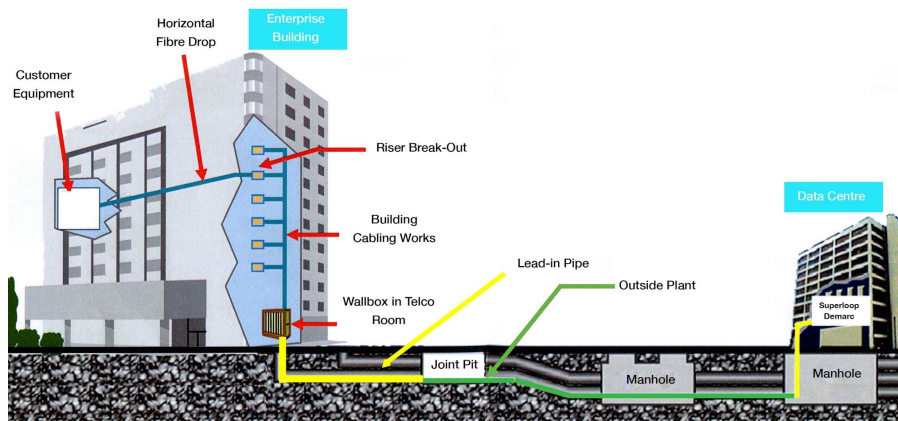 Horizontal
Fibre Drop
Enterprise
Building
Customer
Equipment
Riser Break-Out
Data Centre
Building
Cabling Works
Lead-in Pipe
Outside Plant
Wallbox in Telco
Room
Superloop
Demarc
Joint Pit
Manhole
Manhole